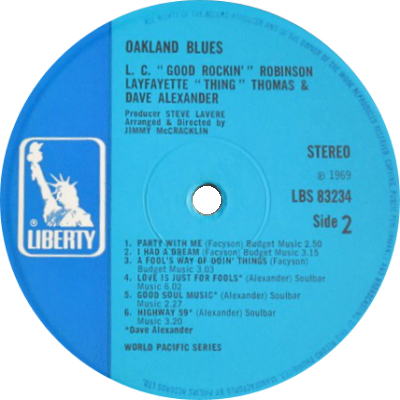 OAKLAND BLUES
L. C. "GOOD ROCKIN'" ROBINSON
LAYFAYETTE "THING" THOMAS &
DAVE ALEXANDER
Producer STEVE LAVERE
Arranged & Directed by
JIMMY McCRACKLIN
STEREO
℗ 1969
LBS 83234
Side 2
® LIBERTY
1. PARTY WITH ME (Facyson) Budget Music 2.50
2. I HAD A DREAM (Facyson) Budget Music 3.15
3. A FOOL'S WAY OF DOIN' THINGS (Facyson)
Budget Music 3.03
4. LOVE IS JUST FOR FOOLS* (Alexander) Soulbar
Music 6.02
5. GOOD SOUL MUSIC* (Alexander) Soulbar
Music 2.27
6. HIGHWAY 59* (Alexander) Soulbar
Music 3.20
*Dave Alexander
WORLD PACIFIC SERIES